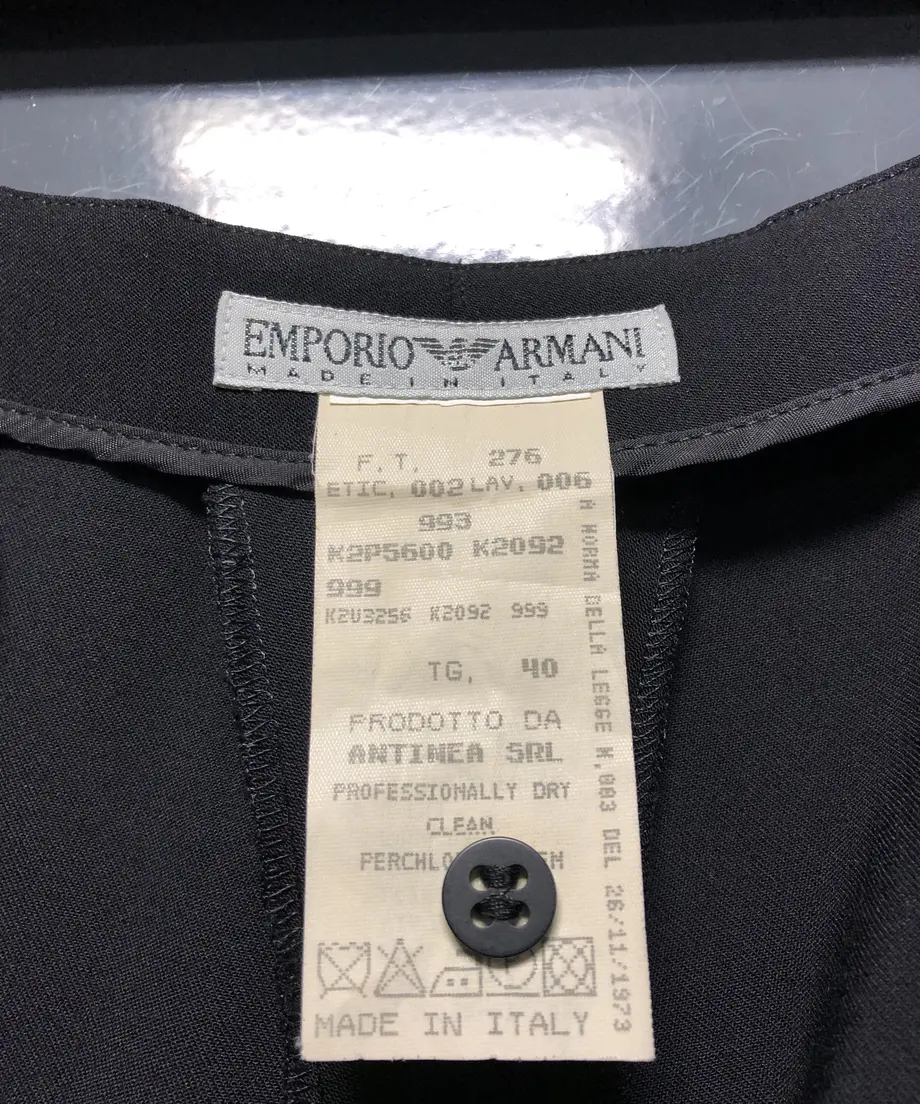 EMPORIO ARMANI
MADE IN ITALY
F.T. 276
ETIC. 002 LAV. 006
993
K2P5600 K2092
999
K2U3256 K2092 999
TG. 40
PRODOTTO DA
ANTINEA SRL
PROFESSIONALLY DRY
CLEAN
MADE IN ITALY
A NORMA DELLA LEGGE N.883 DEL 26/11/1973